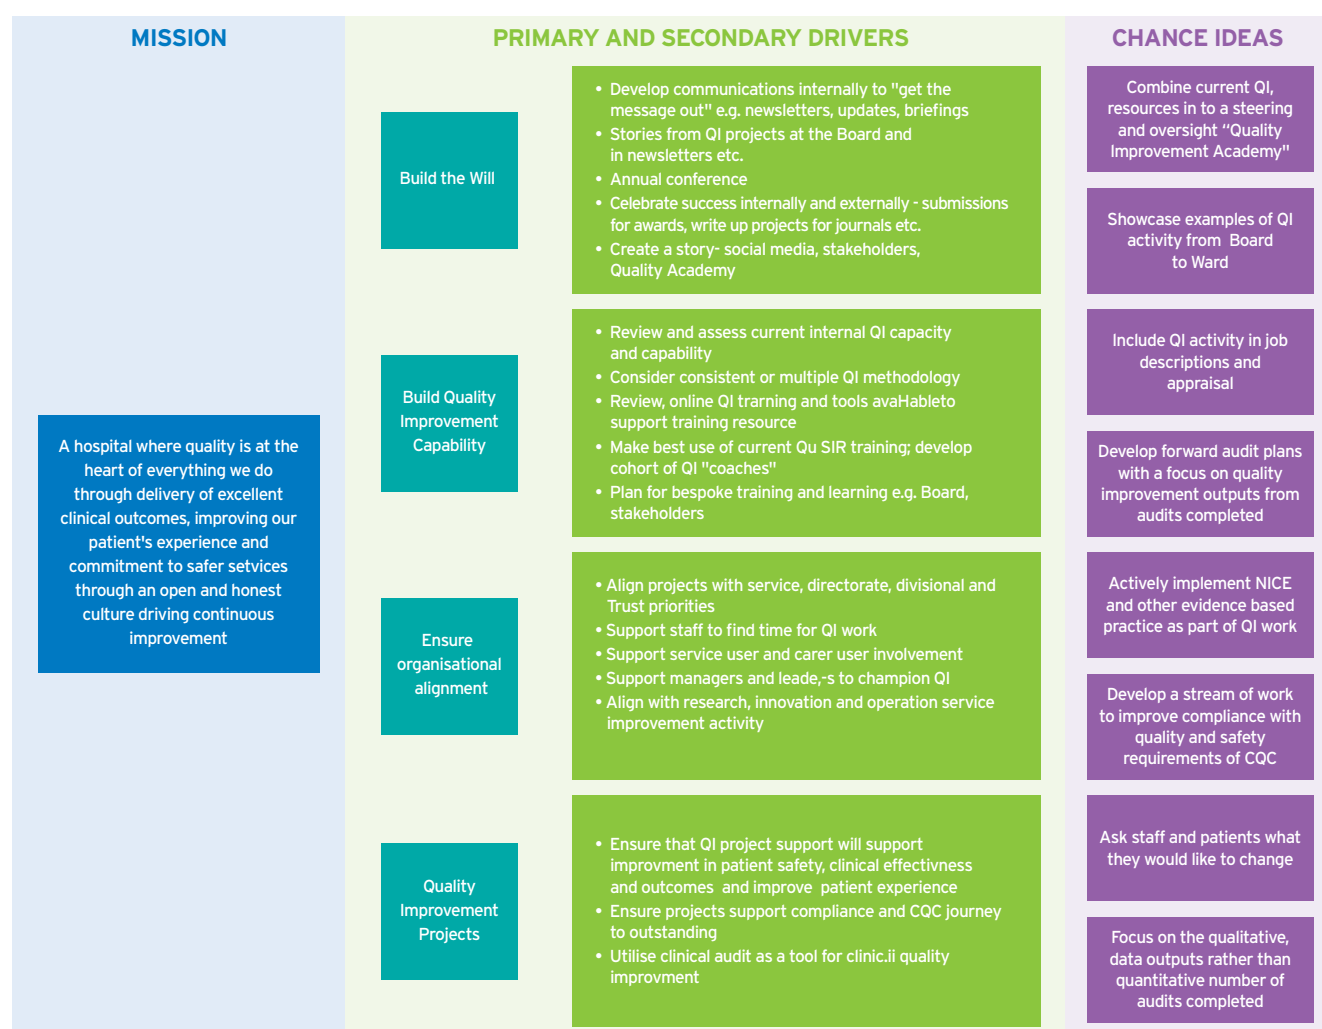 MISSION
A hospital where quality is at the
heart of everything we do
through delivery of excellent
clinical outcomes, improving our
patient's experience and
commitment to safer setvices
through an open and honest
culture driving continuous
improvement
PRIMARY AND SECONDARY DRIVERS
Build the Will
• Develop communications internally to "get the
message out" e.g. newsletters, updates, briefings
• Stories from QI projects at the Board and
in newsletters etc.
• Annual conference
• Celebrate success internally and externally - submissions
for awards, write up projects for journals etc.
• Create a story- social media, stakeholders,
Quality Academy
Build Quality
Improvement
Capability
• Review and assess current internal QI capacity
and capability
• Consider consistent or multiple QI methodology
• Review, online QI trarning and tools avaHableto
support training resource
• Make best use of current Qu SIR training; develop
cohort of QI "coaches"
• Plan for bespoke training and learning e.g. Board,
stakeholders
Ensure
organisational
alignment
• Align projects with service, directorate, divisional and
Trust priorities
• Support staff to find time for QI work
• Support service user and carer user involvement
• Support managers and leade,-s to champion QI
• Align with research, innovation and operation service
improvement activity
Quality
Improvement
Projects
• Ensure that QI project support will support
improvment in patient safety, clinical effectivness
and outcomes  and improve  patient experience
• Ensure projects support compliance and CQC journey
to outstanding
• Utilise clinical audit as a tool for clinic.ii quality
improvment
CHANCE IDEAS
Combine current QI,
resources in to a steering
and oversight “Quality
Improvement Academy"
Showcase examples of QI
activity from  Board
to Ward
Include QI activity in job
descriptions and
appraisal
Develop forward audit plans
with a focus on quality
improvement outputs from
audits completed
Actively implement NICE
and other evidence based
practice as part of QI work
Develop a stream of work
to improve compliance with
quality and safety
requirements of CQC
Ask staff and patients what
they would like to change
Focus on the qualitative,
data outputs rather than
quantitative number of
audits completed